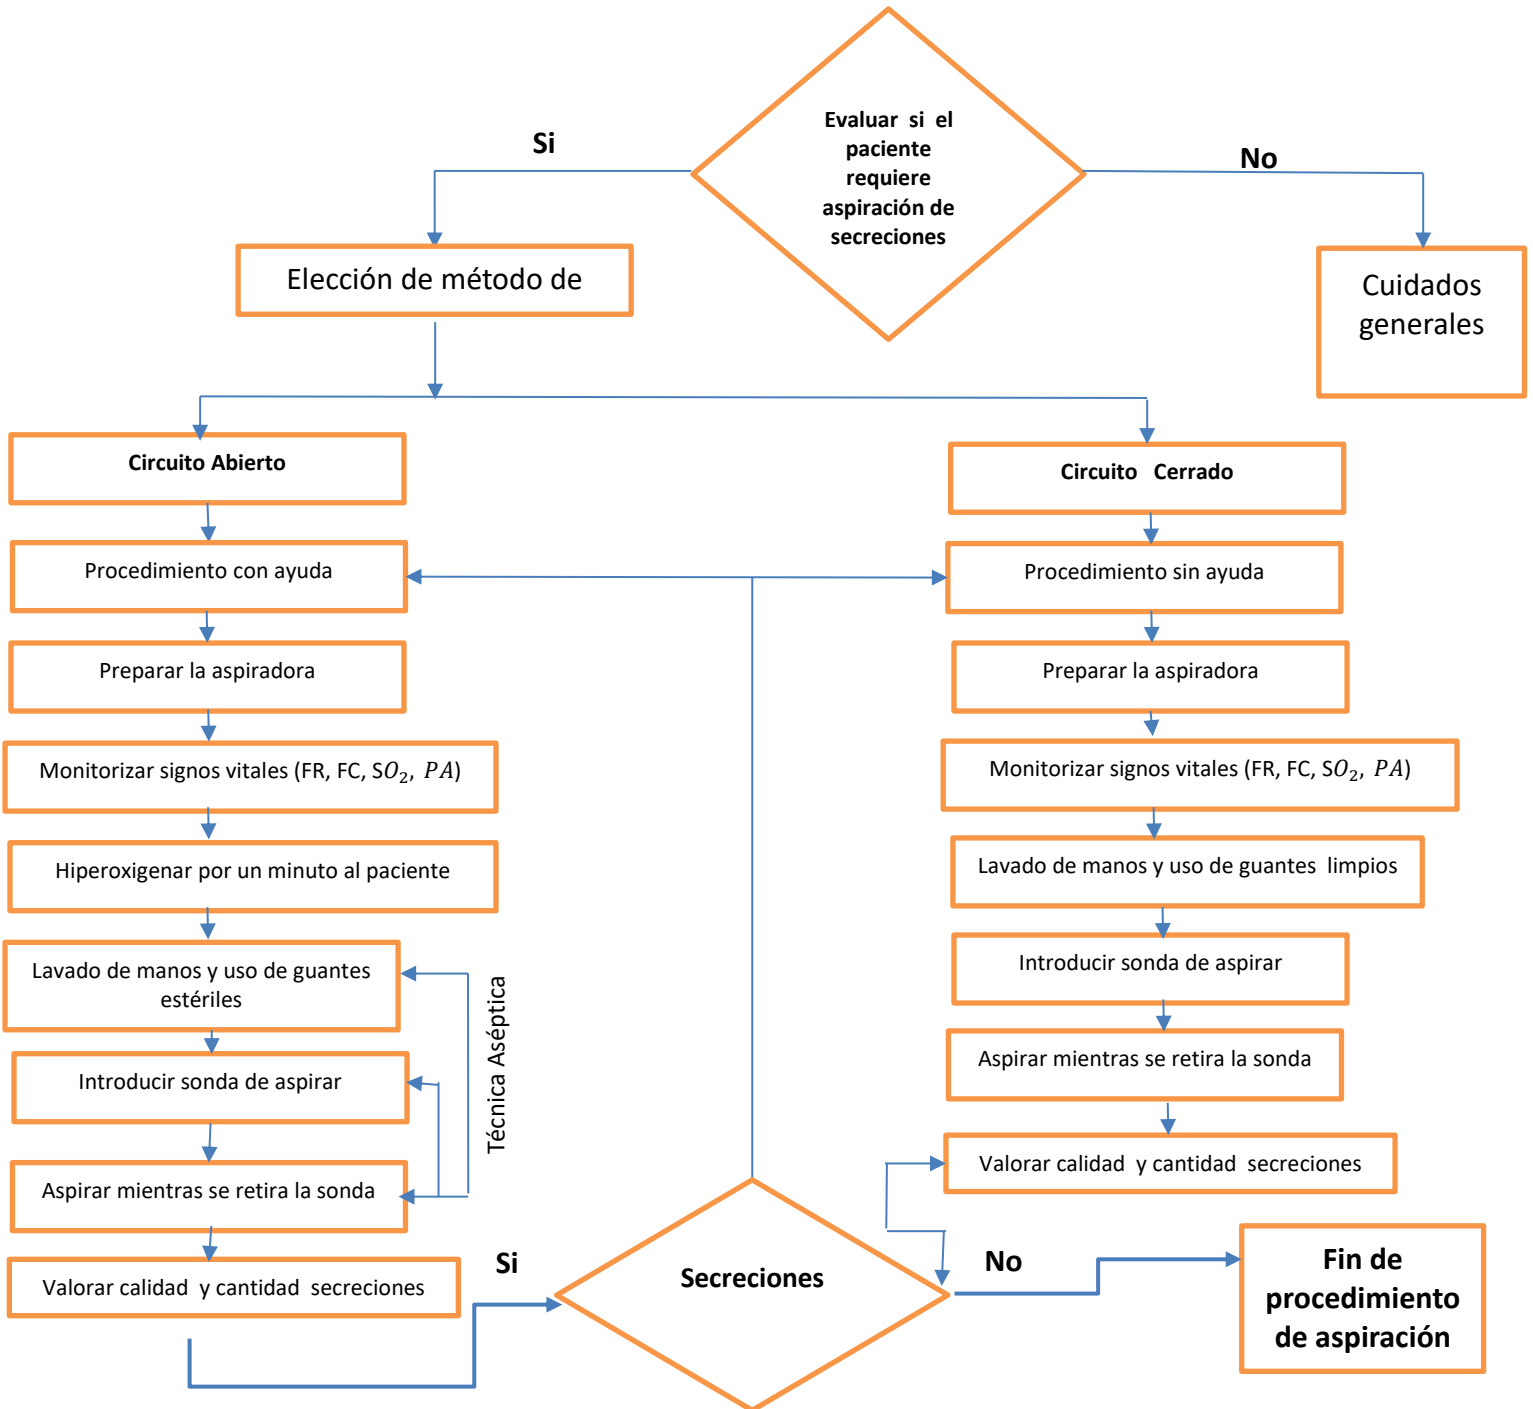 Evaluar si el
paciente
requiere
aspiración de
secreciones
Si
No
Elección de método de
Cuidados
generales
Circuito Abierto
Procedimiento con ayuda
Preparar la aspiradora
Monitorizar signos vitales (FR, FC, SO₂, PA)
Hiperoxigenar por un minuto al paciente
Lavado de manos y uso de guantes
estériles
Introducir sonda de aspirar
Aspirar mientras se retira la sonda
Técnica Aséptica
Valorar calidad y cantidad secreciones
Circuito Cerrado
Procedimiento sin ayuda
Preparar la aspiradora
Monitorizar signos vitales (FR, FC, SO₂, PA)
Lavado de manos y uso de guantes limpios
Introducir sonda de aspirar
Aspirar mientras se retira la sonda
Valorar calidad y cantidad secreciones
Si
Secreciones
No
Fin de
procedimiento
de aspiración